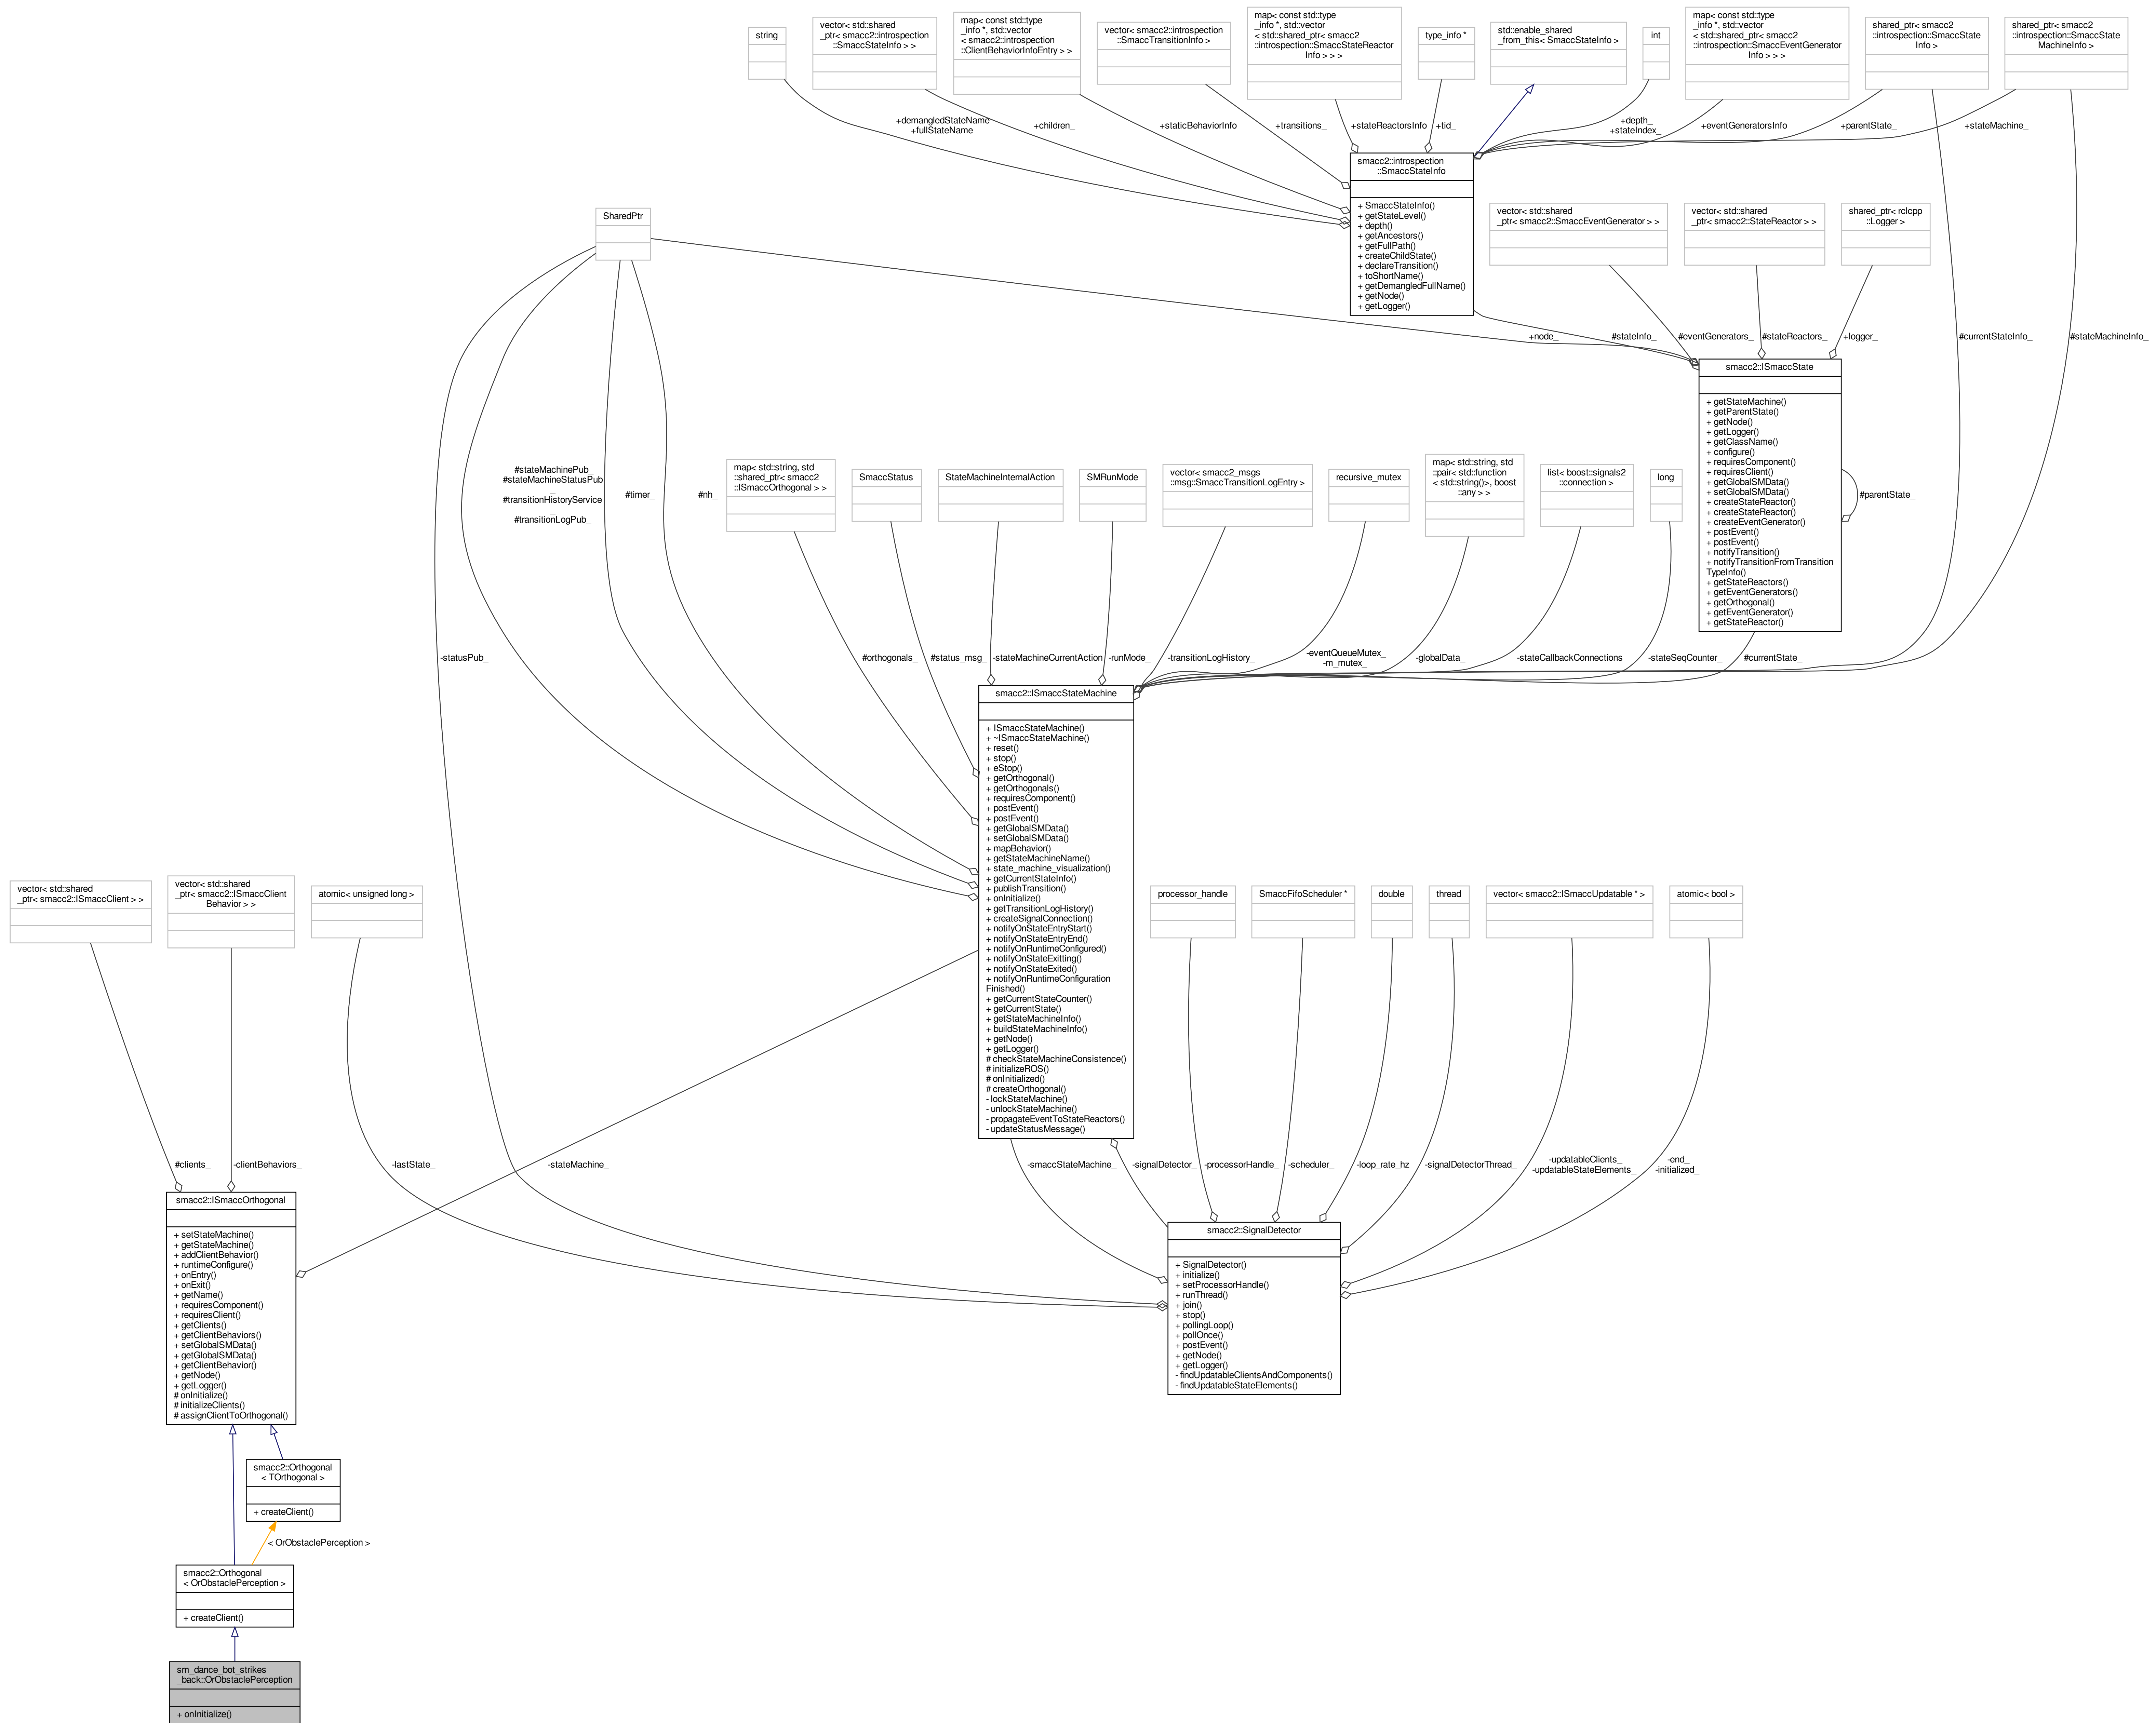 string
vector< std::shared
_ptr< smacc2::introspection
::SmaccStateInfo > >
map< const std::type
_info *, std::vector
< smacc2::introspection
::ClientBehaviorInfoEntry > >
vector< smacc2::introspection
::SmaccTransitionInfo >
map< const std::type
_info *, std::vector
< std::shared_ptr< smacc2
::introspection::SmaccStateReactor
Info > > >
type_info *
std::enable_shared
_from_this< SmaccStateInfo >
int
map< const std::type
_info *, std::vector
< std::shared_ptr< smacc2
::introspection::SmaccEventGenerator
Info > > >
shared_ptr< smacc2
::introspection::SmaccState
Info >
shared_ptr< smacc2
::introspection::SmaccState
MachineInfo >
+demangledStateName
+fullStateName
+children_
+staticBehaviorInfo
+transitions_
+stateReactorsInfo
+tid_
+depth_
+stateIndex_
+eventGeneratorsInfo
+parentState_
+stateMachine_
smacc2::introspection
::SmaccStateInfo
+ SmaccStateInfo()
+ getStateLevel()
+ depth()
+ getAncestors()
+ getFullPath()
+ createChildState()
+ declareTransition()
+ toShortName()
+ getDemangledFullName()
+ getNode()
+ getLogger()
SharedPtr
vector< std::shared
_ptr< smacc2::SmaccEventGenerator > >
vector< std::shared
_ptr< smacc2::StateReactor > >
shared_ptr< rclcpp
::Logger >
+node_
#stateInfo_
#eventGenerators_
#stateReactors_
+logger_
#currentStateInfo_
#stateMachineInfo_
smacc2::ISmaccState
+ getStateMachine()
+ getParentState()
+ getNode()
+ getLogger()
+ getClassName()
+ configure()
+ requiresComponent()
+ requiresClient()
+ getGlobalSMData()
+ setGlobalSMData()
+ createStateReactor()
+ createStateReactor()
+ createEventGenerator()
+ postEvent()
+ postEvent()
+ notifyTransition()
+ notifyTransitionFromTransition
TypeInfo()
+ getStateReactors()
+ getEventGenerators()
+ getOrthogonal()
+ getEventGenerator()
+ getStateReactor()
#parentState_
#stateMachinePub_
#stateMachineStatusPub
_
#transitionHistoryService
_
#transitionLogPub_
#timer_
#nh_
map< std::string, std
::shared_ptr< smacc2
::ISmaccOrthogonal > >
SmaccStatus
StateMachineInternalAction
SMRunMode
vector< smacc2_msgs
::msg::SmaccTransitionLogEntry >
recursive_mutex
map< std::string, std
::pair< std::function
< std::string()>, boost
::any > >
list< boost::signals2
::connection >
long
-statusPub_
#orthogonals_
#status_msg_
-stateMachineCurrentAction
-runMode_
-transitionLogHistory_
-eventQueueMutex_
-m_mutex_
-globalData_
-stateCallbackConnections
-stateSeqCounter_
#currentState_
smacc2::ISmaccStateMachine
+ ISmaccStateMachine()
+ ~ISmaccStateMachine()
+ reset()
+ stop()
+ eStop()
+ getOrthogonal()
+ getOrthogonals()
+ requiresComponent()
+ postEvent()
+ postEvent()
+ getGlobalSMData()
+ setGlobalSMData()
+ mapBehavior()
+ getStateMachineName()
+ state_machine_visualization()
+ getCurrentStateInfo()
+ publishTransition()
+ onInitialize()
+ getTransitionLogHistory()
+ createSignalConnection()
+ notifyOnStateEntryStart()
+ notifyOnStateEntryEnd()
+ notifyOnRuntimeConfigured()
+ notifyOnStateExitting()
+ notifyOnStateExited()
+ notifyOnRuntimeConfiguration
Finished()
+ getCurrentStateCounter()
+ getCurrentState()
+ getStateMachineInfo()
+ buildStateMachineInfo()
+ getNode()
+ getLogger()
# checkStateMachineConsistence()
# initializeROS()
# onInitialized()
# createOrthogonal()
- lockStateMachine()
- unlockStateMachine()
- propagateEventToStateReactors()
- updateStatusMessage()
vector< std::shared
_ptr< smacc2::ISmaccClient > >
vector< std::shared
_ptr< smacc2::ISmaccClient
Behavior > >
atomic< unsigned long >
processor_handle
SmaccFifoScheduler *
double
thread
vector< smacc2::ISmaccUpdatable * >
atomic< bool >
#clients_
-clientBehaviors_
-lastState_
-stateMachine_
-smaccStateMachine_
-signalDetector_
-processorHandle_
-scheduler_
-loop_rate_hz
-signalDetectorThread_
-updatableClients_
-updatableStateElements_
-end_
-initialized_
smacc2::ISmaccOrthogonal
+ setStateMachine()
+ getStateMachine()
+ addClientBehavior()
+ runtimeConfigure()
+ onEntry()
+ onExit()
+ getName()
+ requiresComponent()
+ requiresClient()
+ getClients()
+ getClientBehaviors()
+ setGlobalSMData()
+ getGlobalSMData()
+ getClientBehavior()
+ getNode()
+ getLogger()
# onInitialize()
# initializeClients()
# assignClientToOrthogonal()
smacc2::SignalDetector
+ SignalDetector()
+ initialize()
+ setProcessorHandle()
+ runThread()
+ join()
+ stop()
+ pollingLoop()
+ pollOnce()
+ postEvent()
+ getNode()
+ getLogger()
- findUpdatableClientsAndComponents()
- findUpdatableStateElements()
smacc2::Orthogonal
< TOrthogonal >
+ createClient()
< OrObstaclePerception >
smacc2::Orthogonal
< OrObstaclePerception >
+ createClient()
sm_dance_bot_strikes
_back::OrObstaclePerception
+ onInitialize()